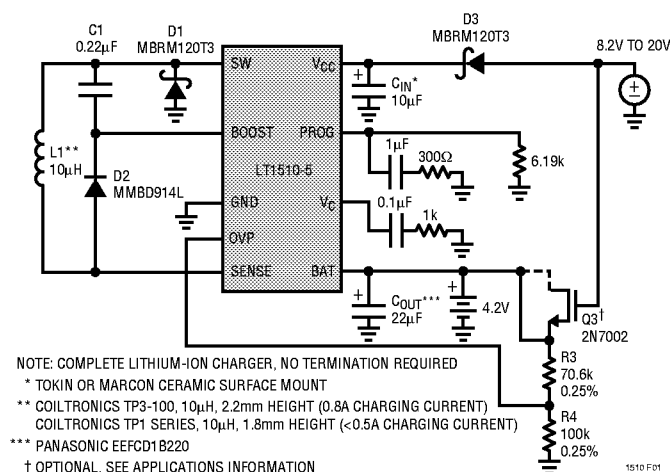 C1
0.22µF
D1
MBRM120T3
D3
MBRM120T3
8.2V TO 20V
SW
VCC
CIN*
10µF
L1**
10µH
BOOST
PROG
1µF
300Ω
6.19k
D2
MMBD914L
LT1510-5
GND
VC
0.1µF
1k
OVP
SENSE
BAT
COUT***
22µF
4.2V
Q3†
2N7002
R3
70.6k
0.25%
R4
100k
0.25%
NOTE: COMPLETE LITHIUM-ION CHARGER, NO TERMINATION REQUIRED
* TOKIN OR MARCON CERAMIC SURFACE MOUNT
** COILTRONICS TP3-100, 10µH, 2.2mm HEIGHT (0.8A CHARGING CURRENT)
COILTRONICS TP1 SERIES, 10µH, 1.8mm HEIGHT (<0.5A CHARGING CURRENT)
*** PANASONIC EEFCD1B220
† OPTIONAL, SEE APPLICATIONS INFORMATION
1510 F01